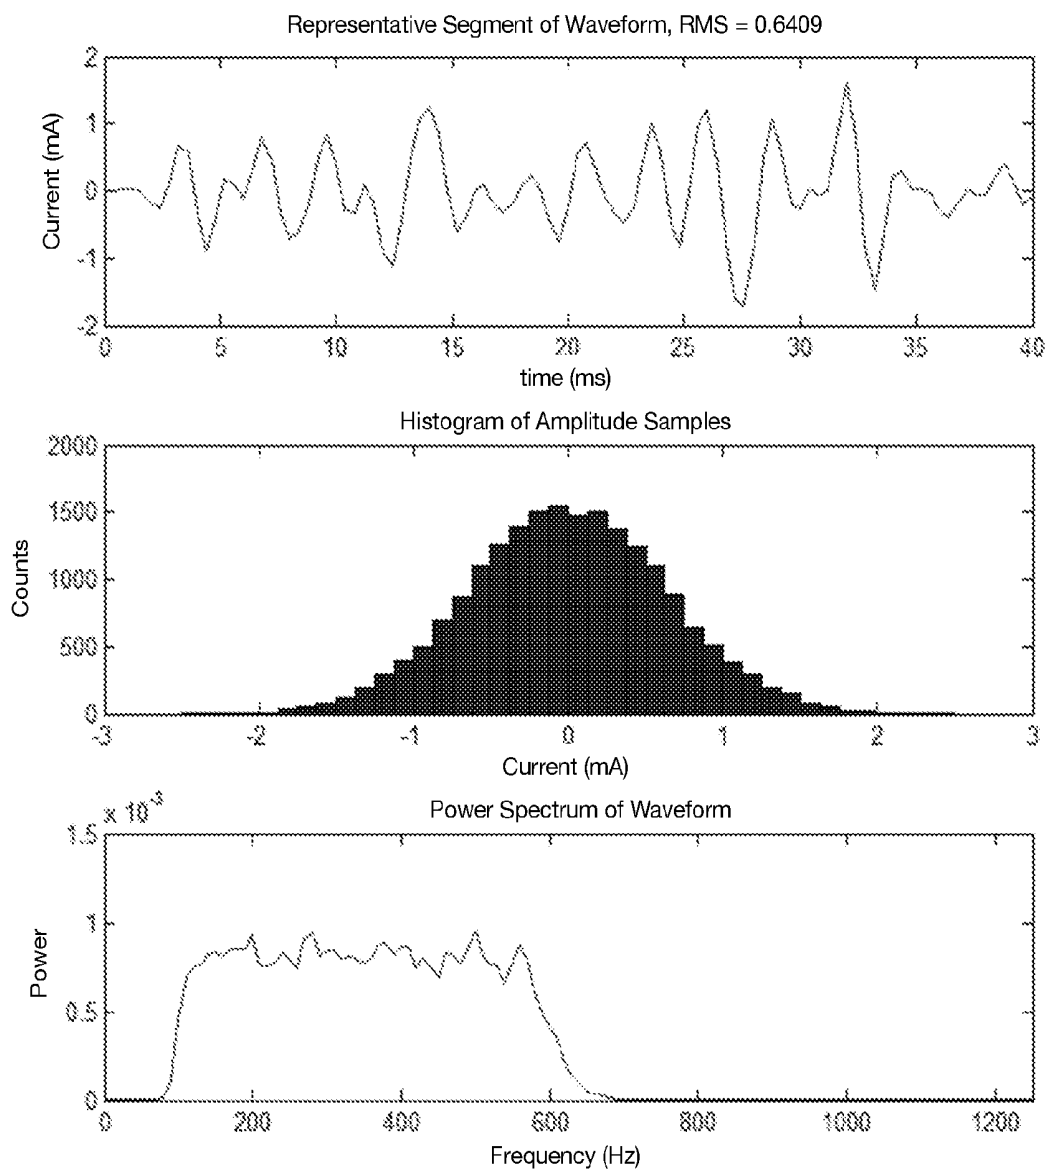 Representative Segment of Waveform, RMS = 0.6409
2
1
0
-1
-2
Current (mA)
0 5 10 15 20 25 30 35 40
time (ms)
Histogram of Amplitude Samples
2000
1500
1000
500
0
Counts
-3 -2 -1 0 1 2 3
Current (mA)
x 10-3
Power Spectrum of Waveform
1.5
1
0.5
0
Power
0 200 400 600 800 1000 1200
Frequency (Hz)